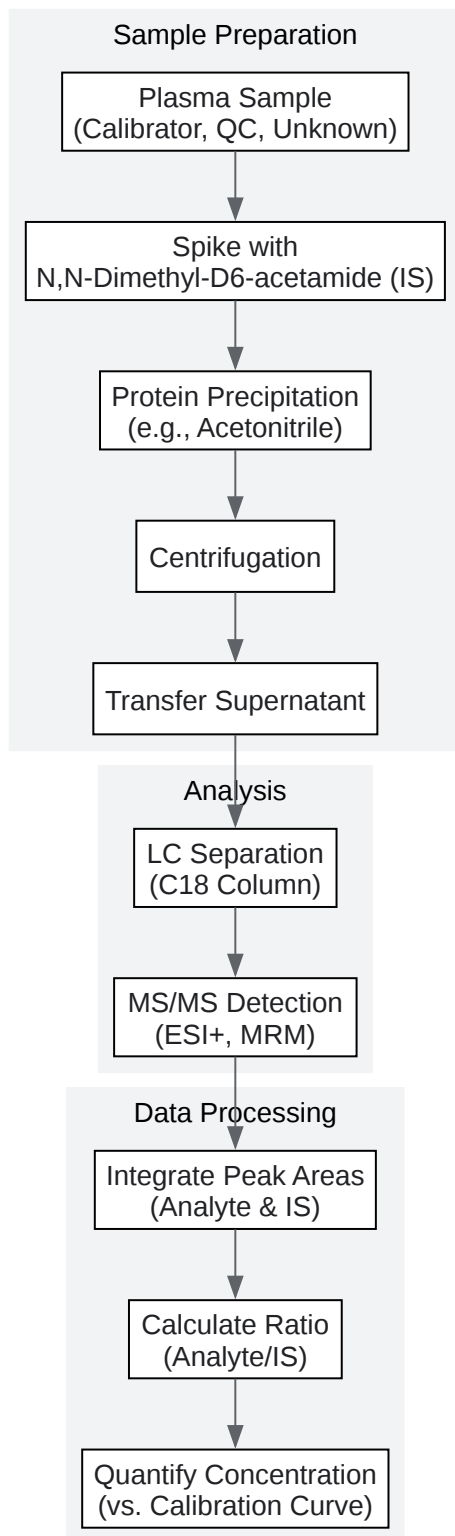 Sample Preparation
Plasma Sample
(Calibrator, QC, Unknown)
Spike with
N,N-Dimethyl-D6-acetamide (IS)
Protein Precipitation
(e.g., Acetonitrile)
Centrifugation
Transfer Supernatant
Analysis
LC Separation
(C18 Column)
MS/MS Detection
(ESI+, MRM)
Data Processing
Integrate Peak Areas
(Analyte & IS)
Calculate Ratio
(Analyte/IS)
Quantify Concentration
(vs. Calibration Curve)